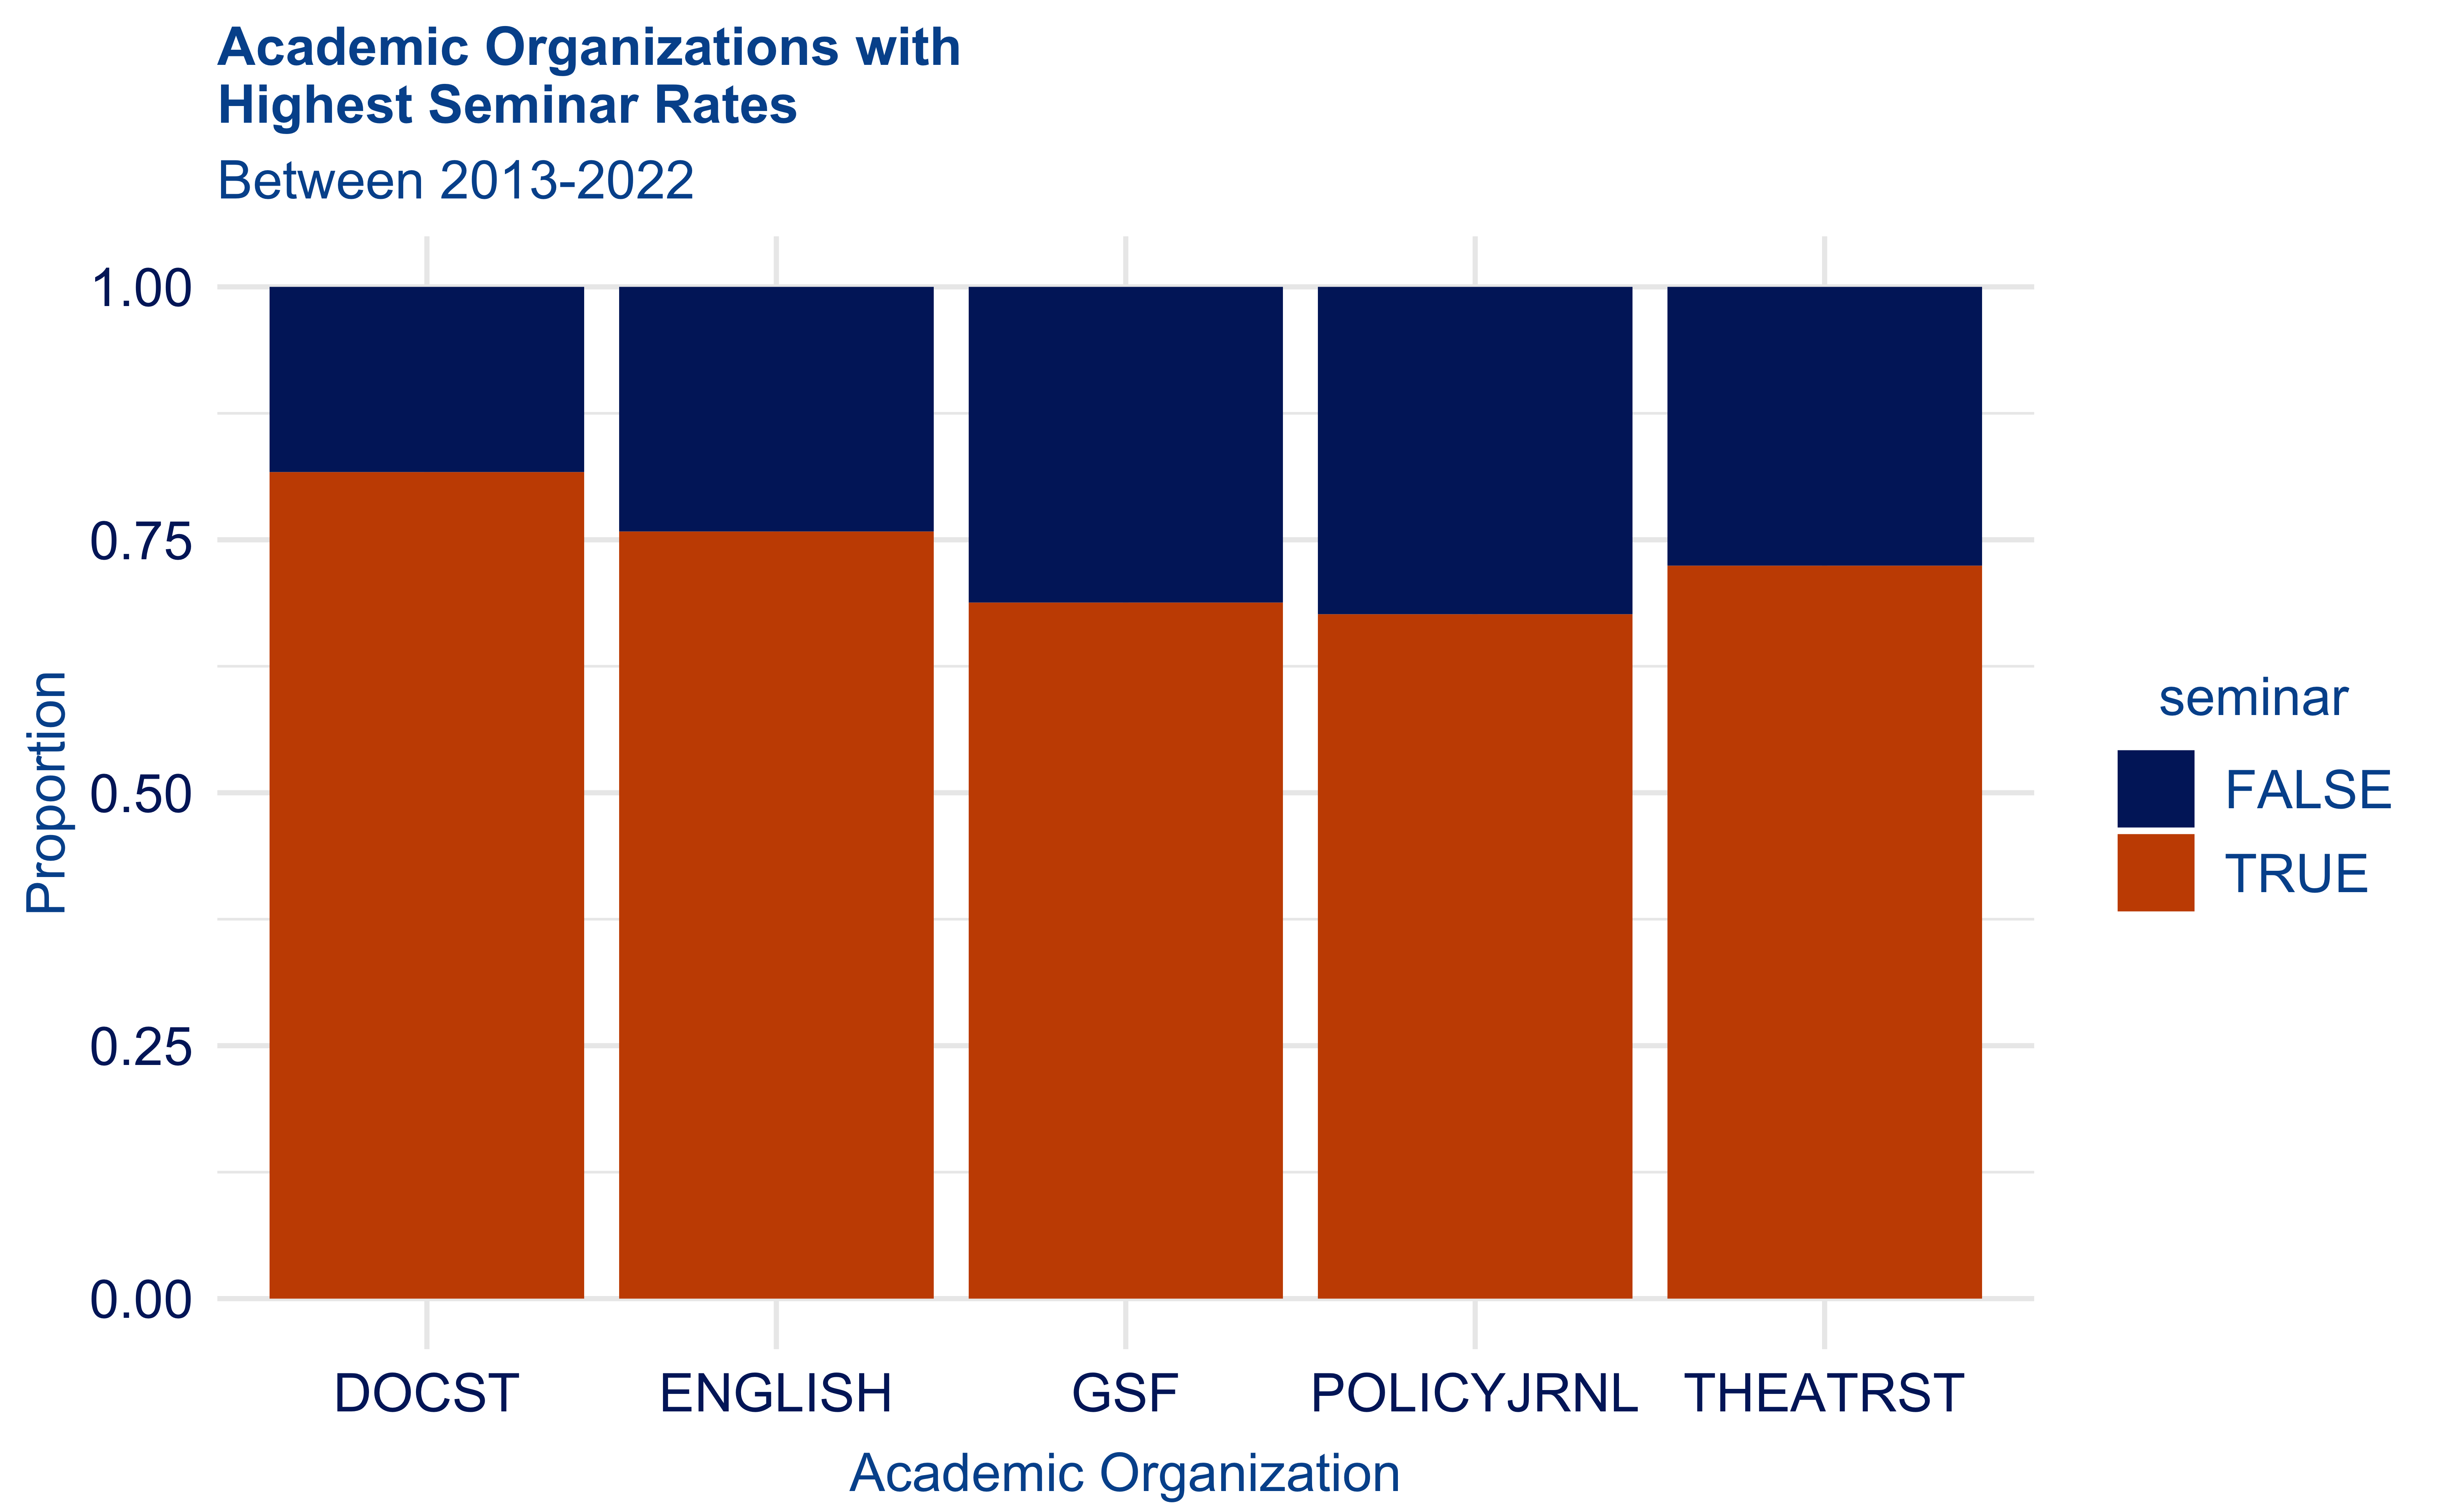 Academic Organizations with
Highest Seminar Rates
Between 2013-2022
1.00
0.75
0.50
0.25
0.00
Proportion
DOCST ENGLISH GSF POLICYJRNL THEATRST
Academic Organization
seminar
FALSE
TRUE